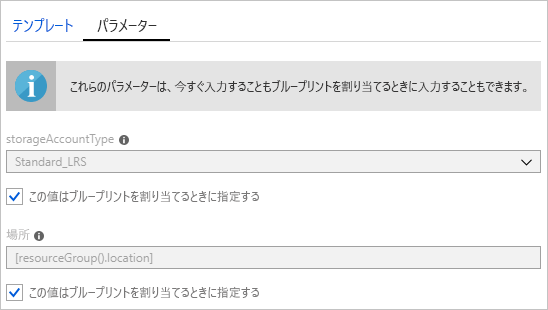 テンプレート パラメーター
これらのパラメーターは、今すぐ入力することもブループリントを割り当てるときに入力することもできます。
storageAccountType
Standard_LRS
この値はブループリントを割り当てるときに指定する
場所
[resourceGroup().location]
この値はブループリントを割り当てるときに指定する